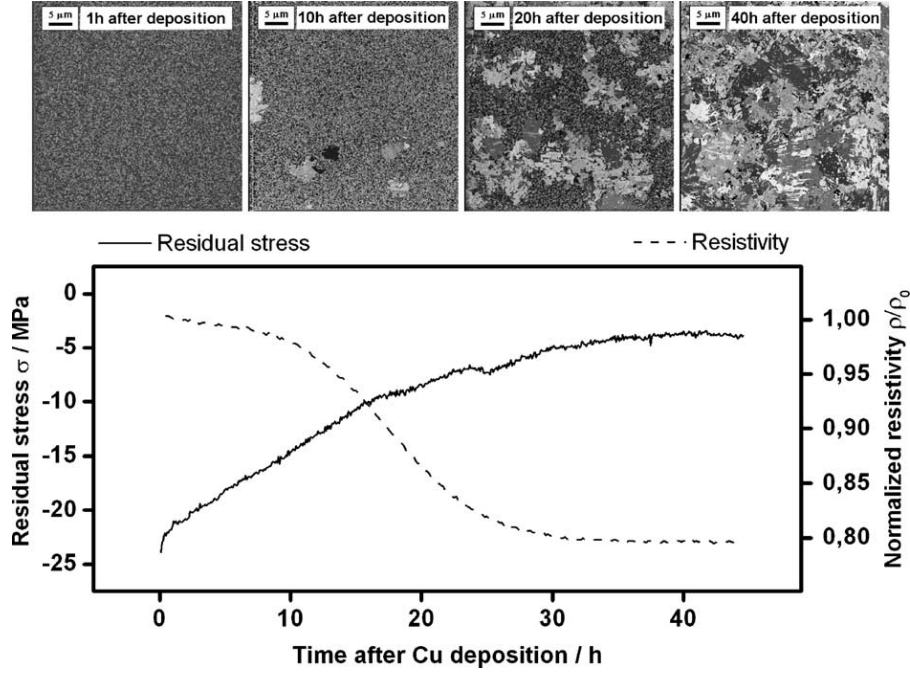 5 µm 1h after deposition
5 µm 10h after deposition
5 µm 20h after deposition
5 µm 40h after deposition
Residual stress
Resistivity
Residual stress σ / MPa
0
-5
-10
-15
-20
-25
1,00
0,95
0,90
0,85
0,80
Normalized resistivity ρ/ρ₀
0 10 20 30 40
Time after Cu deposition / h